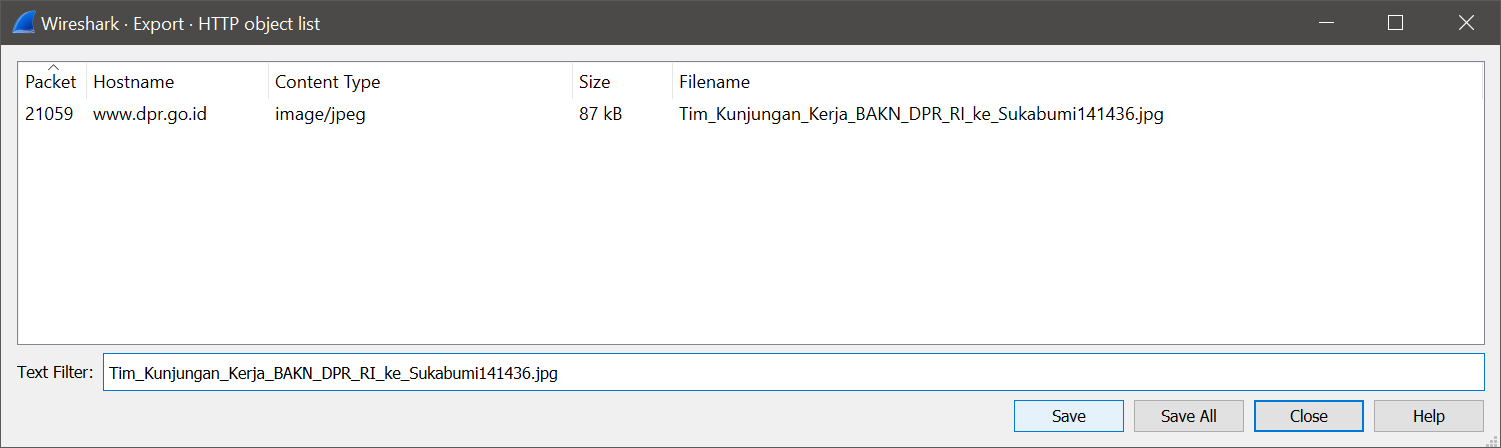 Wireshark · Export · HTTP object list
Packet Hostname Content Type Size Filename
21059 www.dpr.go.id image/jpeg 87 kB Tim_Kunjungan_Kerja_BAKN_DPR_RI_ke_Sukabumi141436.jpg
Text Filter: Tim_Kunjungan_Kerja_BAKN_DPR_RI_ke_Sukabumi141436.jpg
Save Save All Close Help